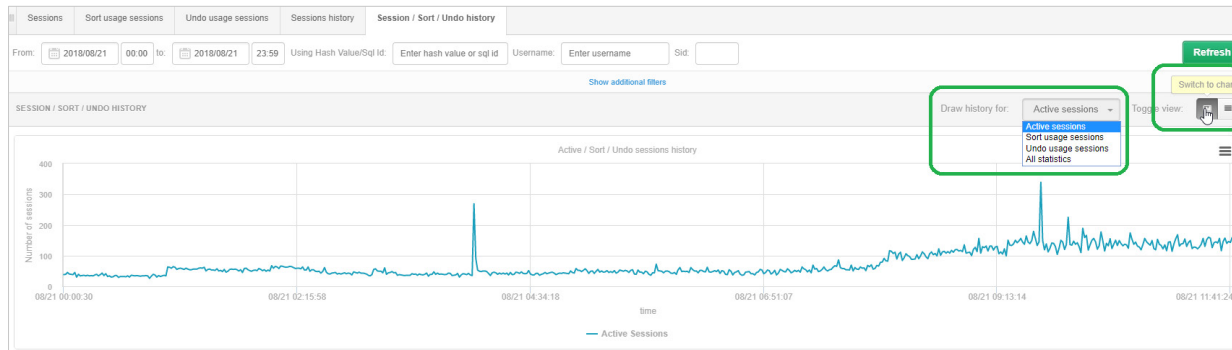 Sessions Sort usage sessions Undo usage sessions Sessions history Session / Sort / Undo history
From: 2018/08/21 00:00 to: 2018/08/21 23:59 Using Hash Value/Sql Id: Enter hash value or sql id Username: Enter username Sid: Refresh
Show additional filters
Switch to char
SESSION / SORT / UNDO HISTORY Draw history for: Active sessions Toggle view:
Active sessions
Sort usage sessions
Undo usage sessions
All statistics
Active / Sort / Undo sessions history
Number of sessions
400
300
200
100
0
08/21 00:00:30 08/21 02:15:58 08/21 04:34:18 08/21 06:51:07 08/21 09:13:14 08/21 11:41:24
time
Active Sessions